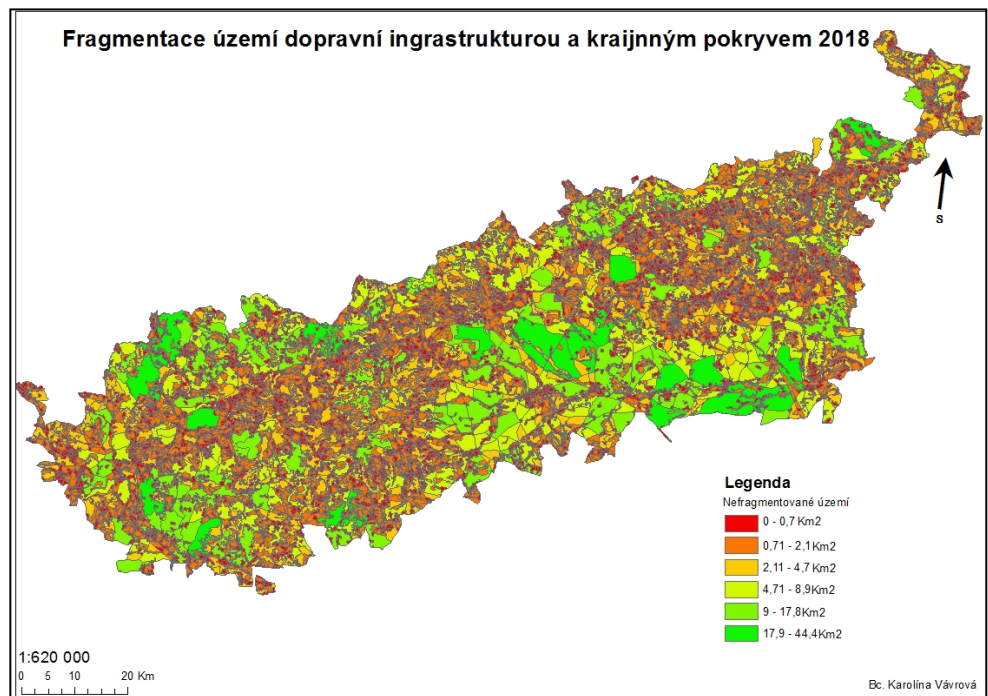 Fragmentace území dopravní ingrastrukturou a kraijnným pokryvem 2018
s
Legenda
Nefragmentované území
0 - 0,7 Km2
0,71 - 2,1Km2
2,11 - 4,7Km2
4,71 - 8,9Km2
9 - 17,8Km2
17,9 - 44,4Km2
1:620 000
0 5 10 20 Km
Bc. Karolína Vávrová